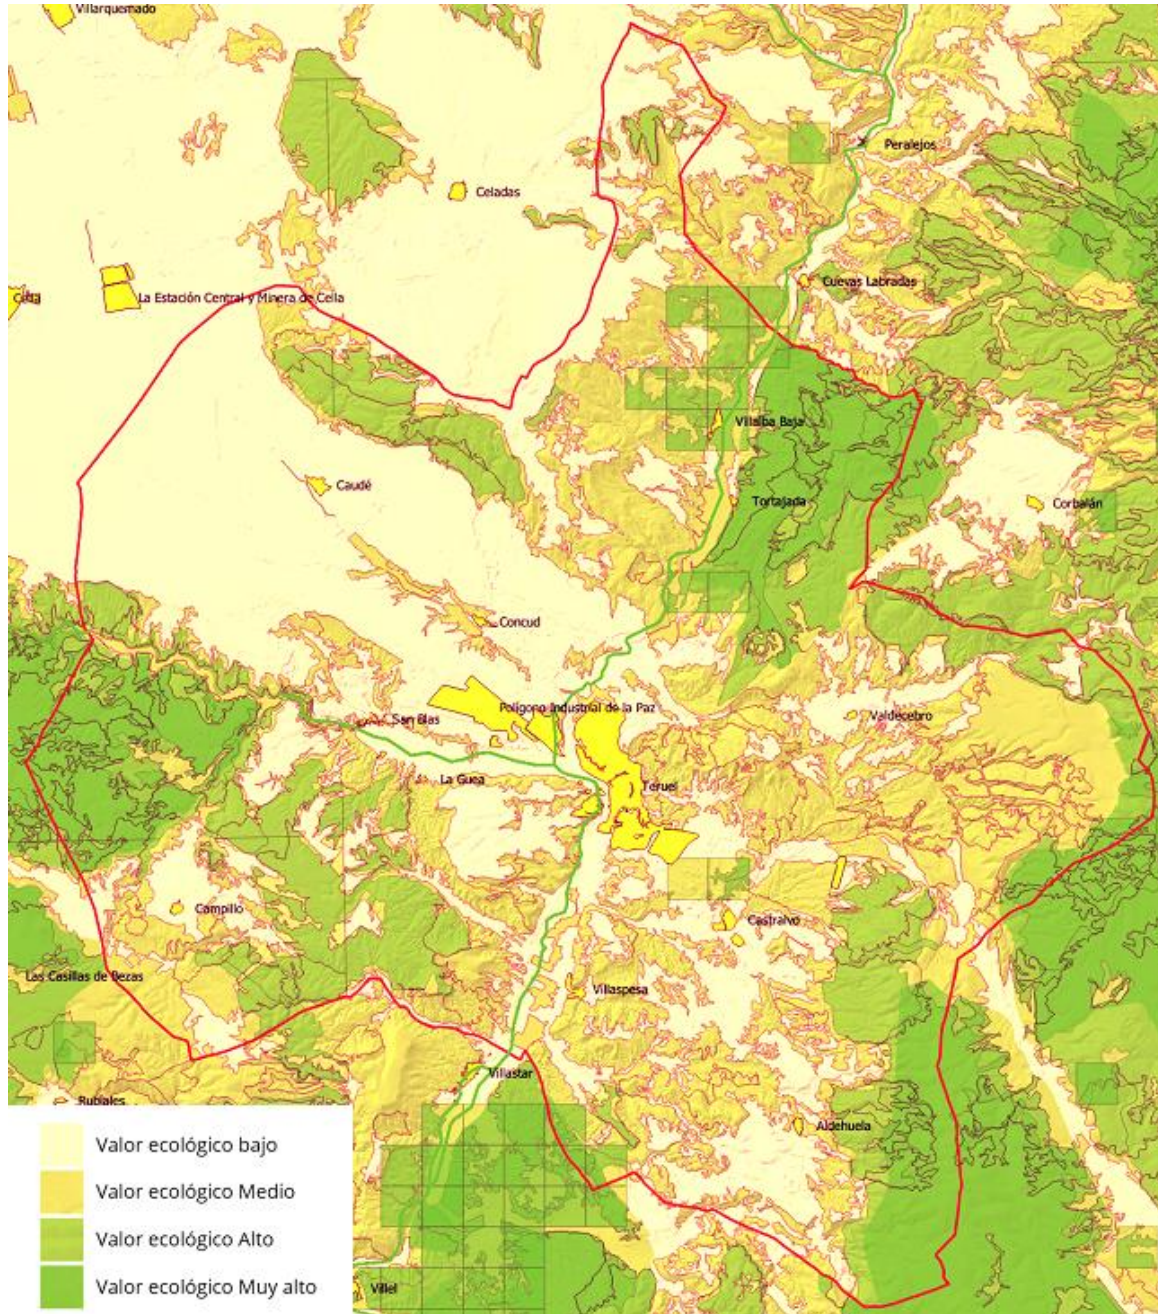 Villarquemado
Peralejos
Celadas
Cuevas Labradas
Cella
La Estación Central y Minera de Cella
Villalba Baja
Caudé
Tortajada
Corbalán
Concud
San Blas
Polígono Industrial de la Paz
Valdecebro
La Guea
Teruel
Campillo
Castralvo
Las Casillas de Bezas
Villaspesa
Villastar
Rubiales
Aldehuela
Valor ecológico bajo
Valor ecológico Medio
Valor ecológico Alto
Valor ecológico Muy alto
Villel